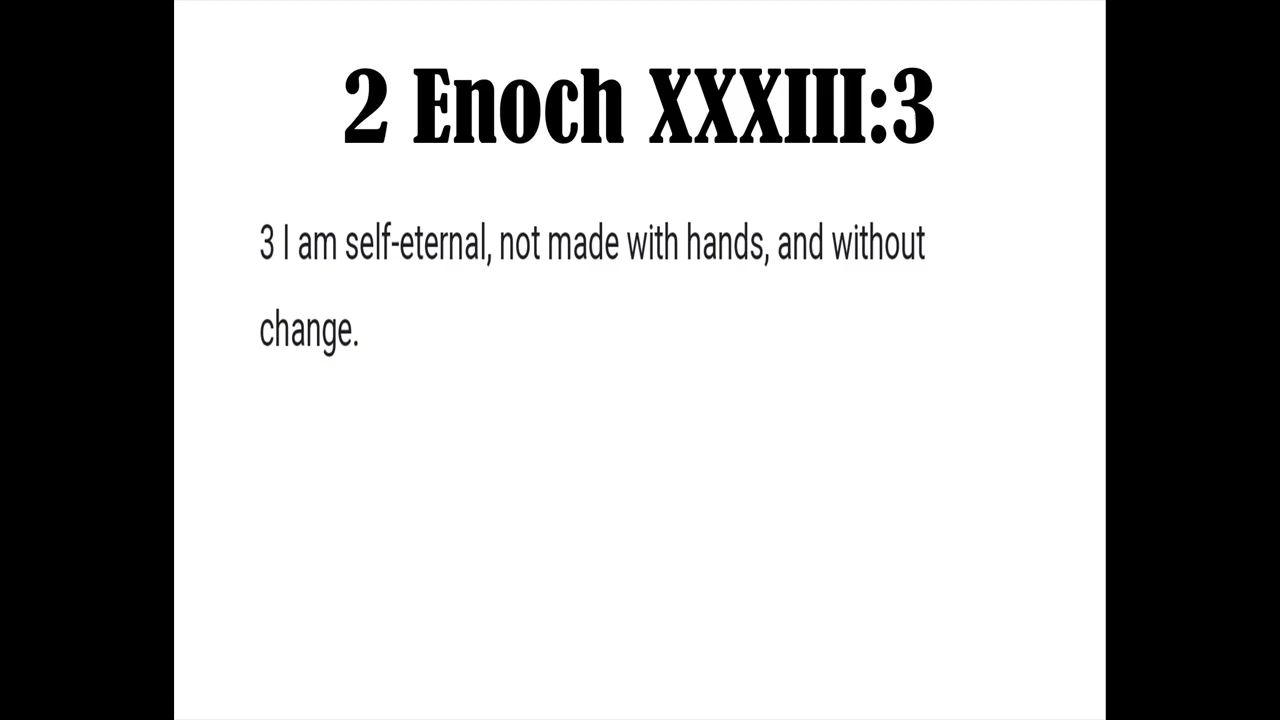 2 Enoch XXXIII:3
3 I am self-eternal, not made with hands, and without
change.